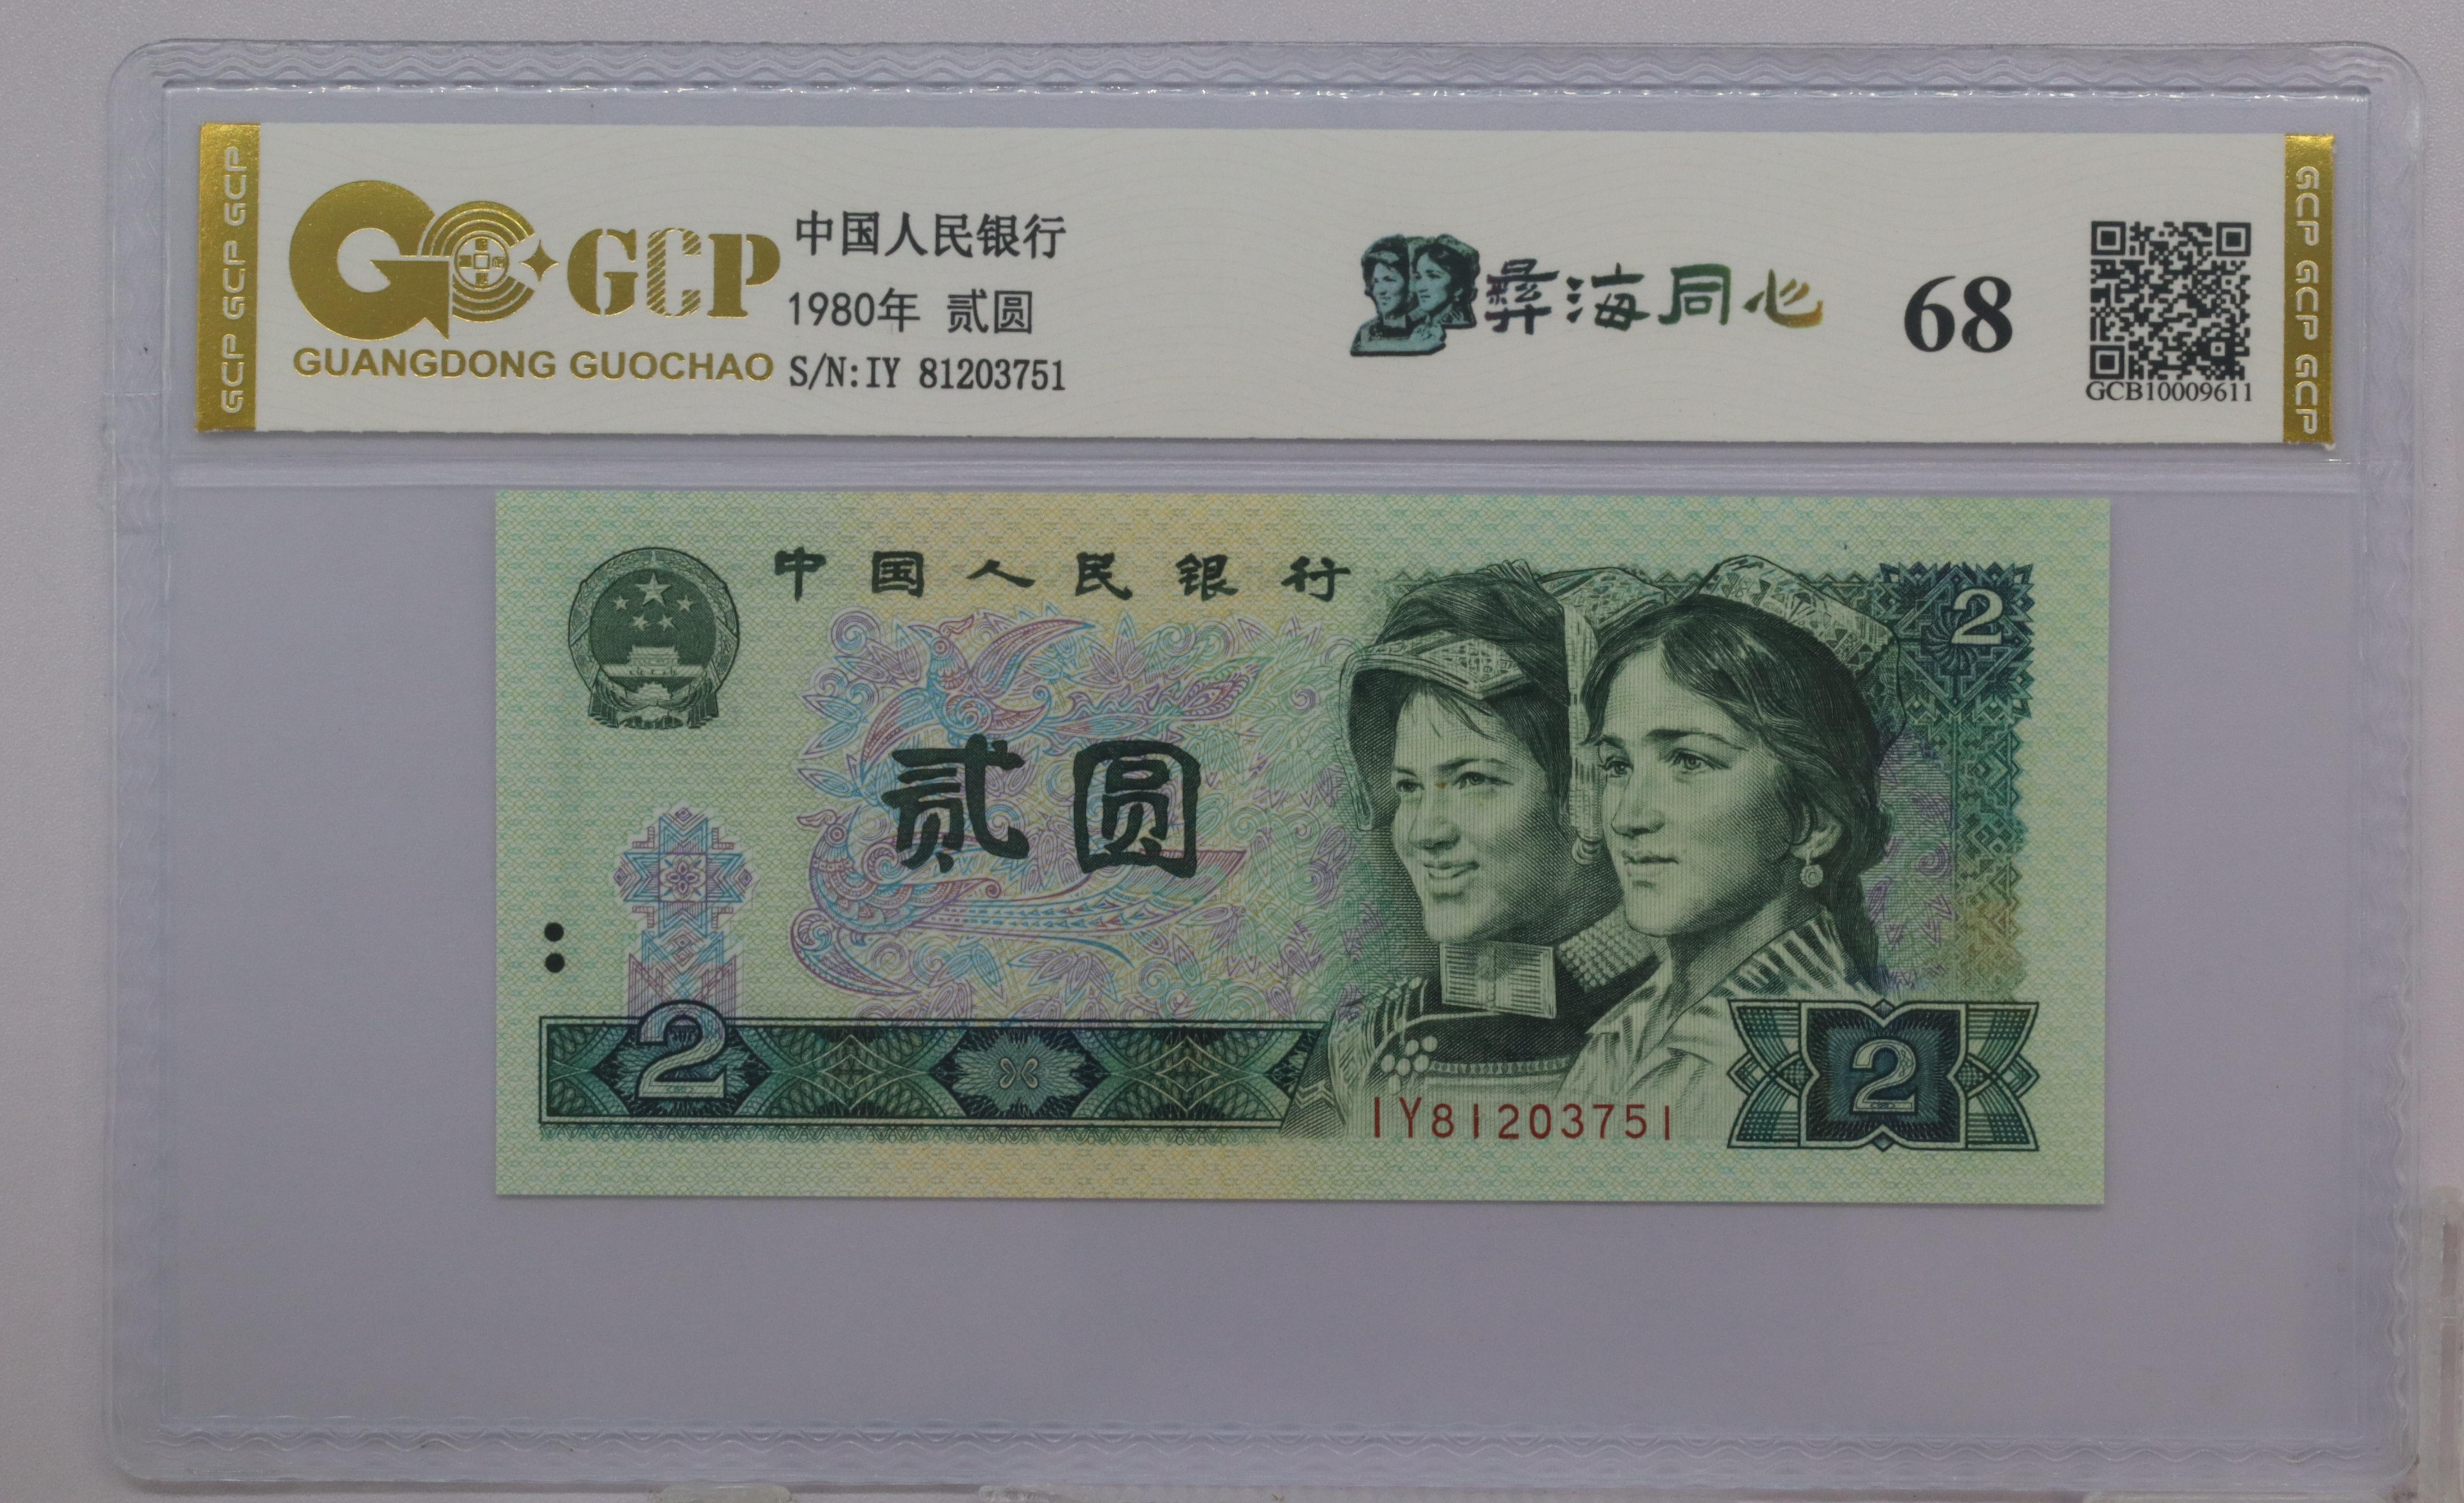 GCP GCP GCP
GCP
GUANGDONG GUOCHAO
中国人民银行
1980年 贰圆
S/N:IY 81203751
彝海同心
68
GCB10009611
GCP GCP GCP
中国人民银行
2
贰圆
2
IY81203751
2